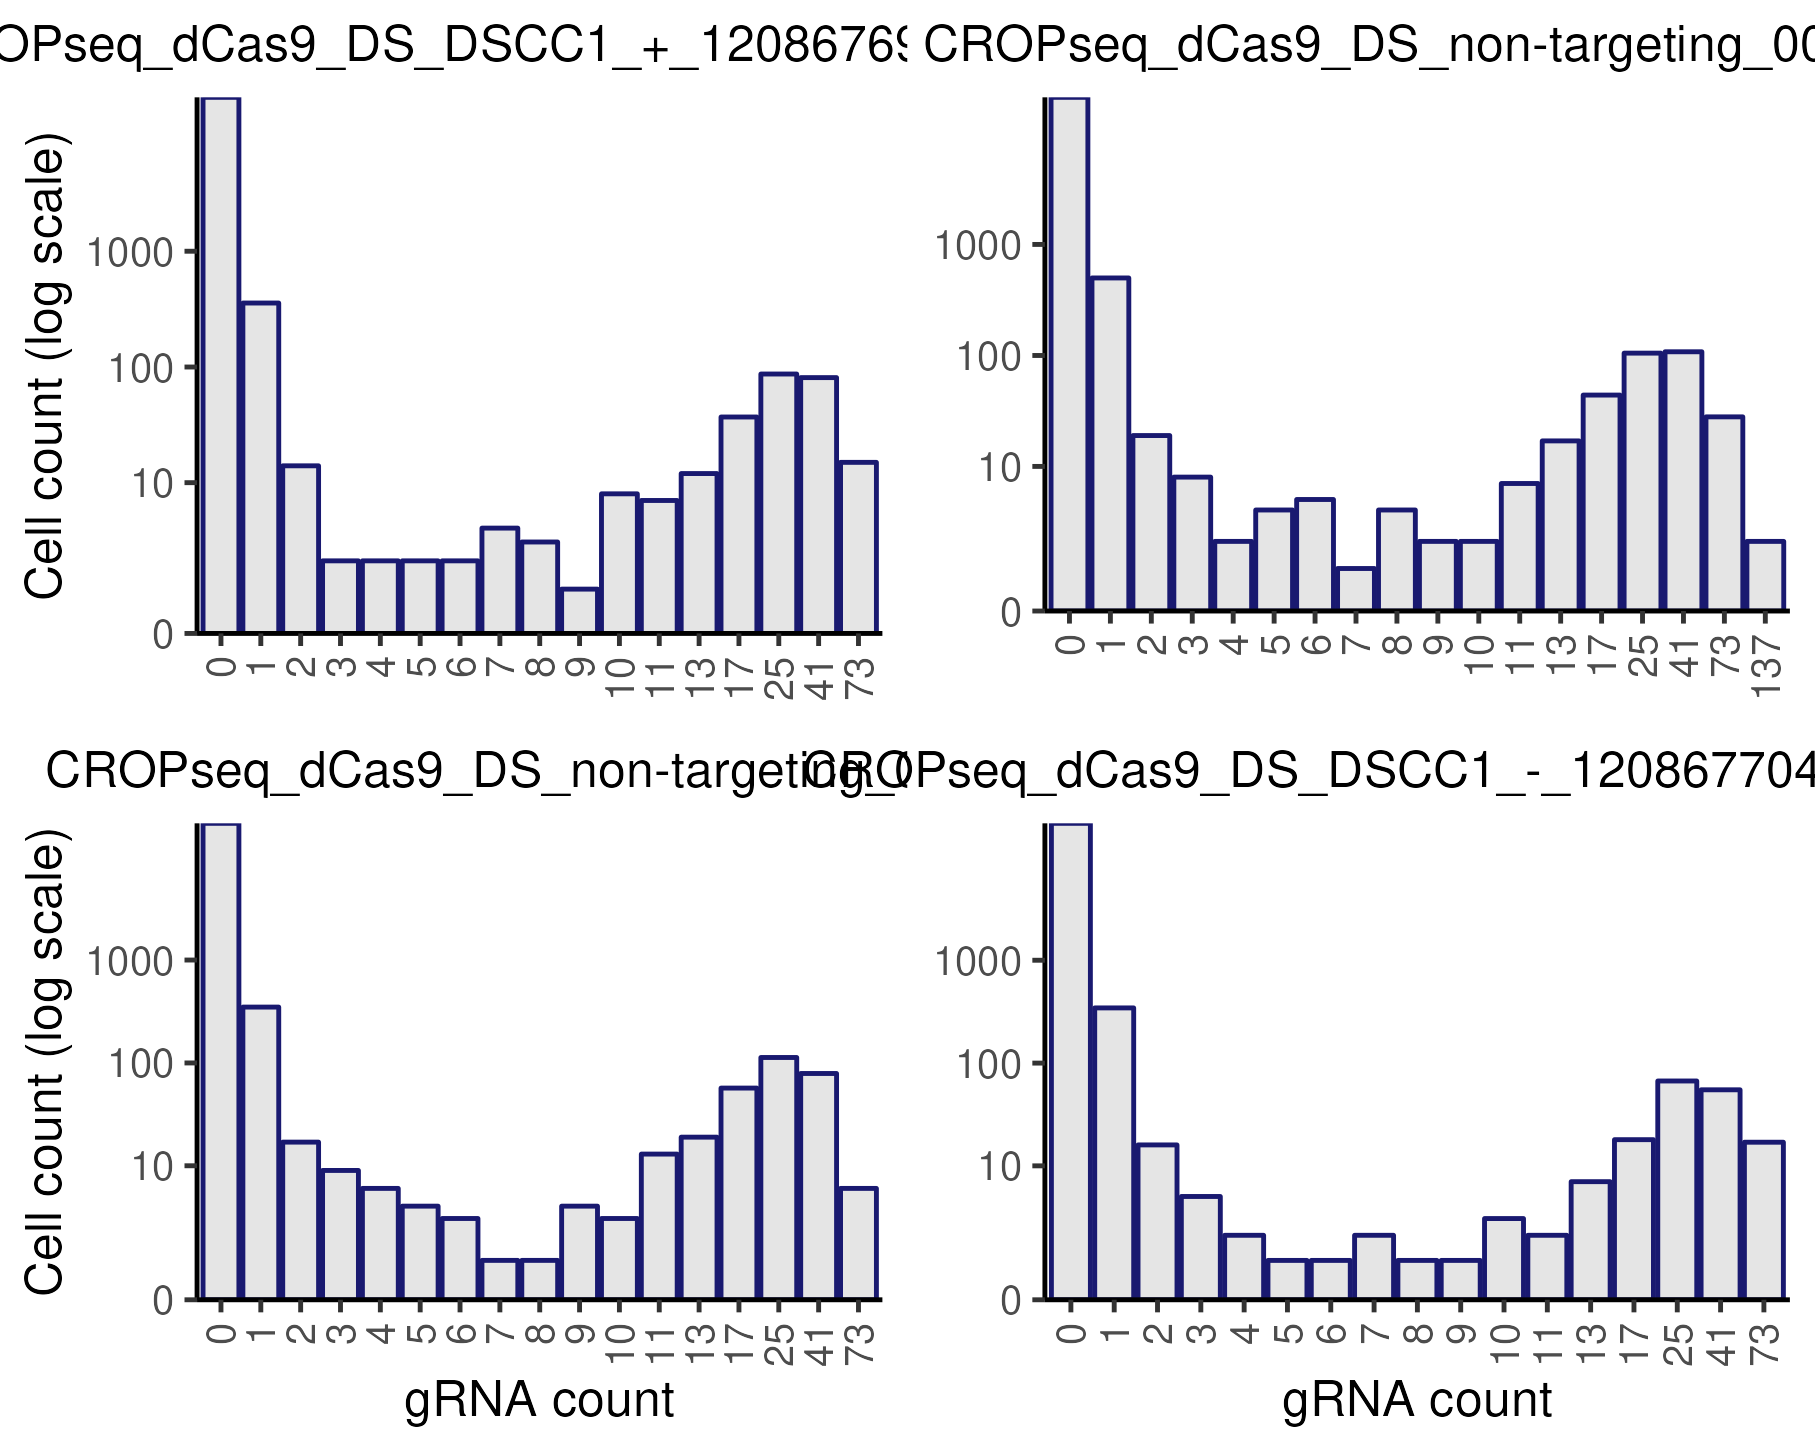 OPseq_dCas9_DS_DSCC1_+_12086769
CROPseq_dCas9_DS_non-targeting_00
Cell count (log scale)
1000
100
10
0
0 1 2 3 4 5 6 7 8 9 10 11 13 17 25 41 73
1000
100
10
0
0 1 2 3 4 5 6 7 8 9 10 11 13 17 25 41 73 137
CROPseq_dCas9_DS_non-targeting_0
CROPseq_dCas9_DS_DSCC1_-_120867704
Cell count (log scale)
1000
100
10
0
0 1 2 3 4 5 6 7 8 9 10 11 13 17 25 41 73
gRNA count
1000
100
10
0
0 1 2 3 4 5 6 7 8 9 10 11 13 17 25 41 73
gRNA count